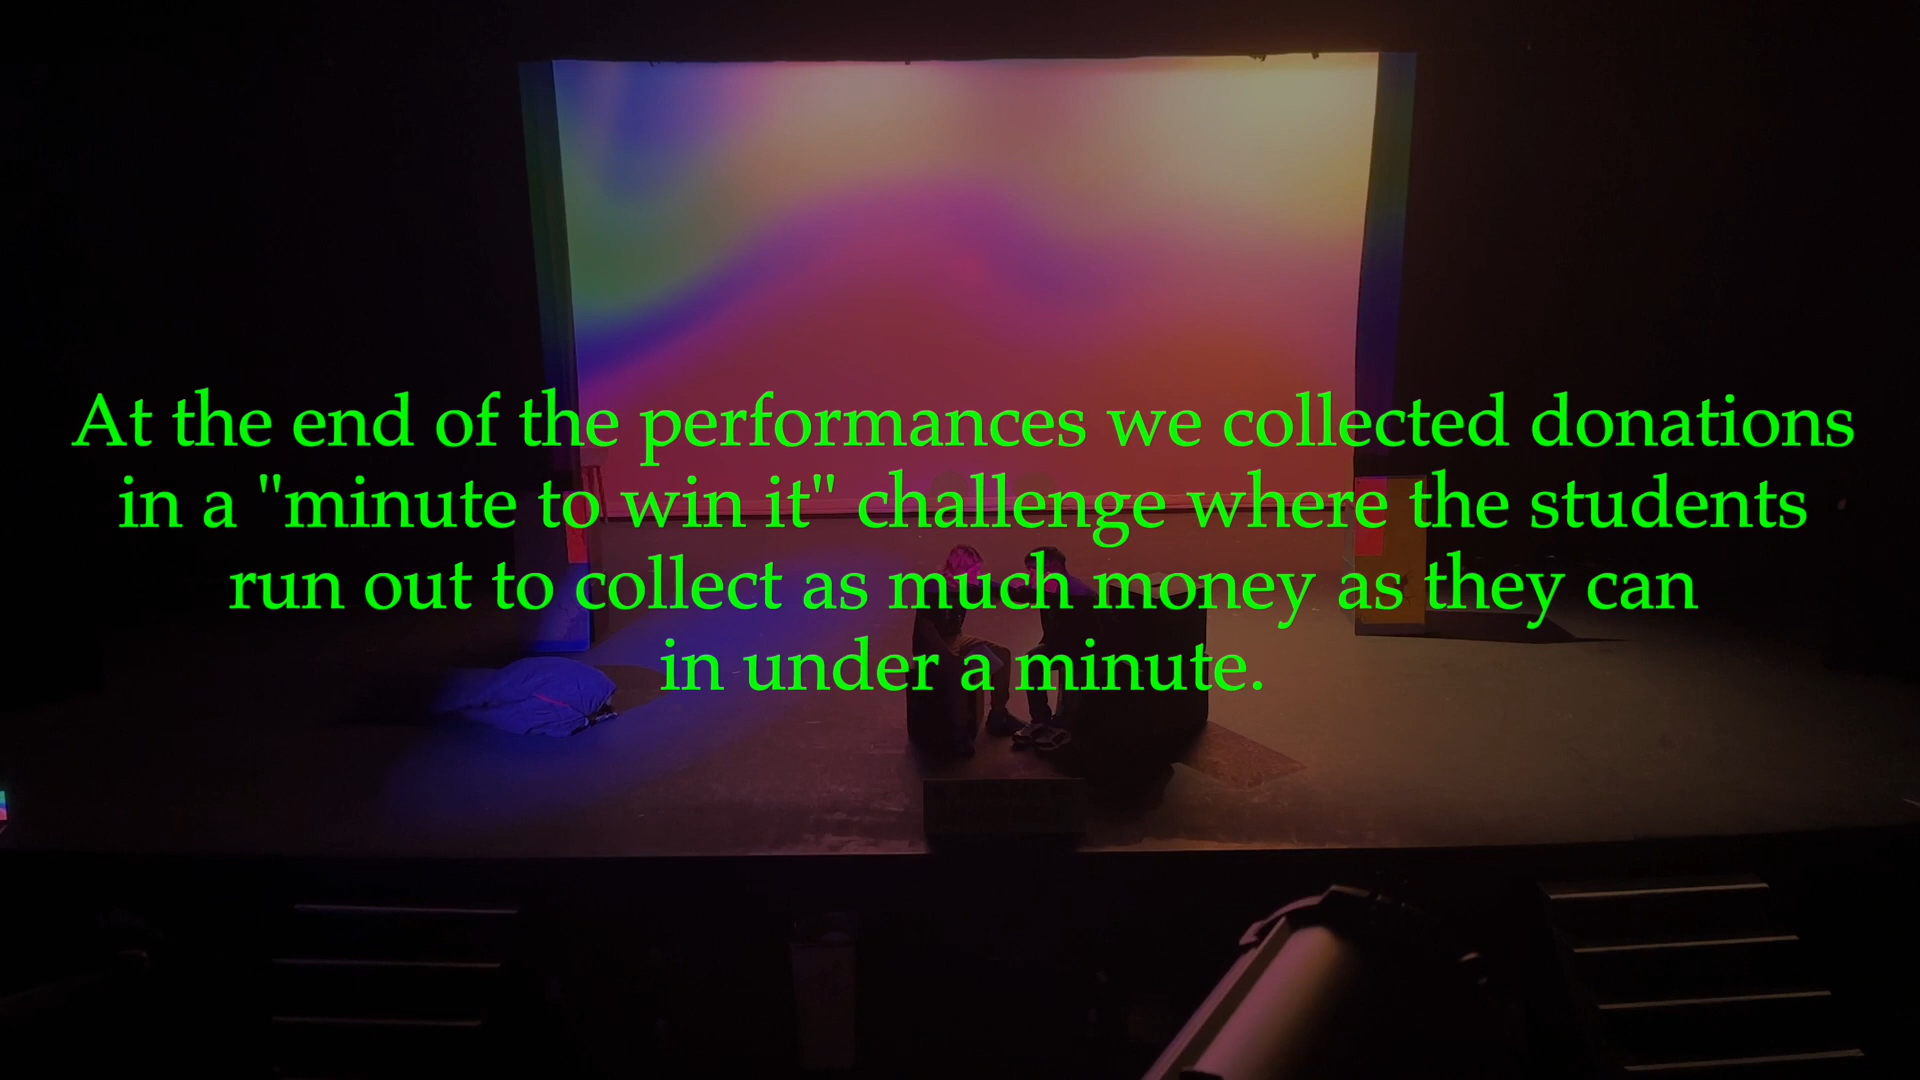 At the end of the performances we collected donations
in a "minute to win it" challenge where the students
run out to collect as much money as they can
in under a minute.